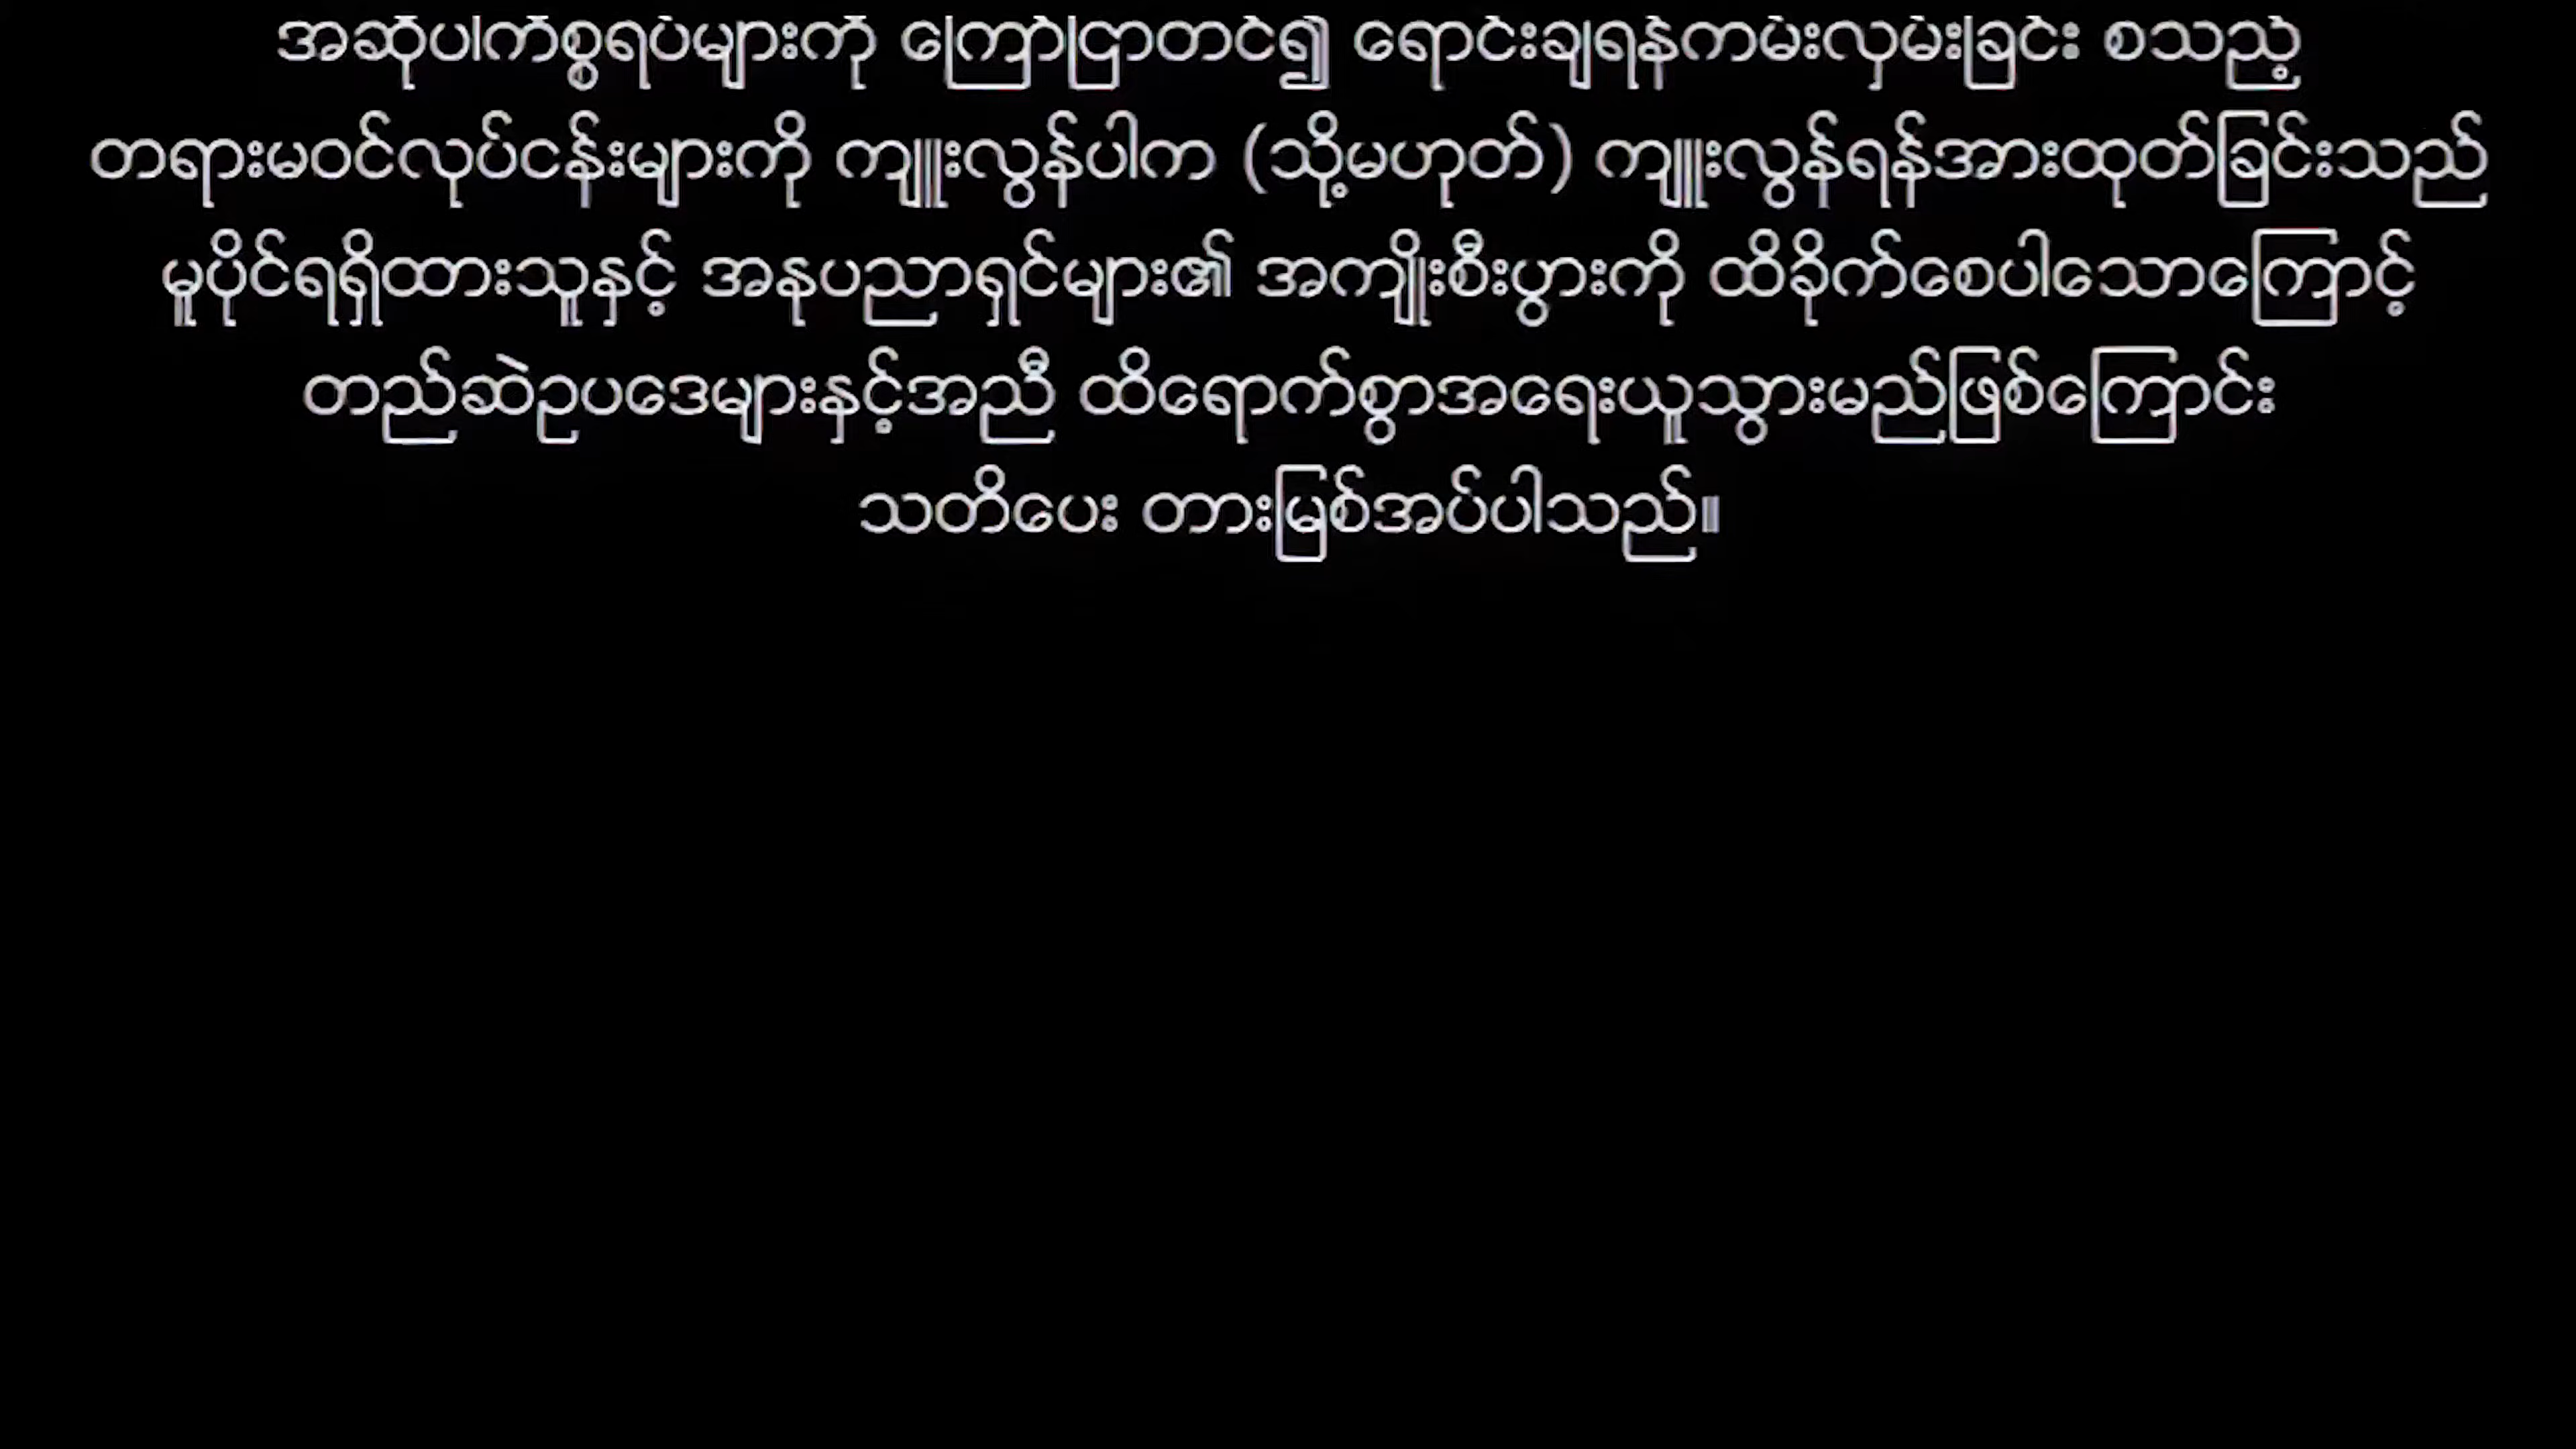 အဆိုပါကိစ္စရပ်များကို ကြော်ငြာတင်၍ ရောင်းချရန်ကမ်းလှမ်းခြင်း စသည့်
တရားမဝင်လုပ်ငန်းများကို ကျူးလွန်ပါက (သို့မဟုတ်) ကျူးလွန်ရန်အားထုတ်ခြင်းသည်
မူပိုင်ရရှိထားသူနှင့် အနုပညာရှင်များ၏ အကျိုးစီးပွားကို ထိခိုက်စေပါသောကြောင့်
တည်ဆဲဥပဒေများနှင့်အညီ ထိရောက်စွာအရေးယူသွားမည်ဖြစ်ကြောင်း
သတိပေး တားမြစ်အပ်ပါသည်။